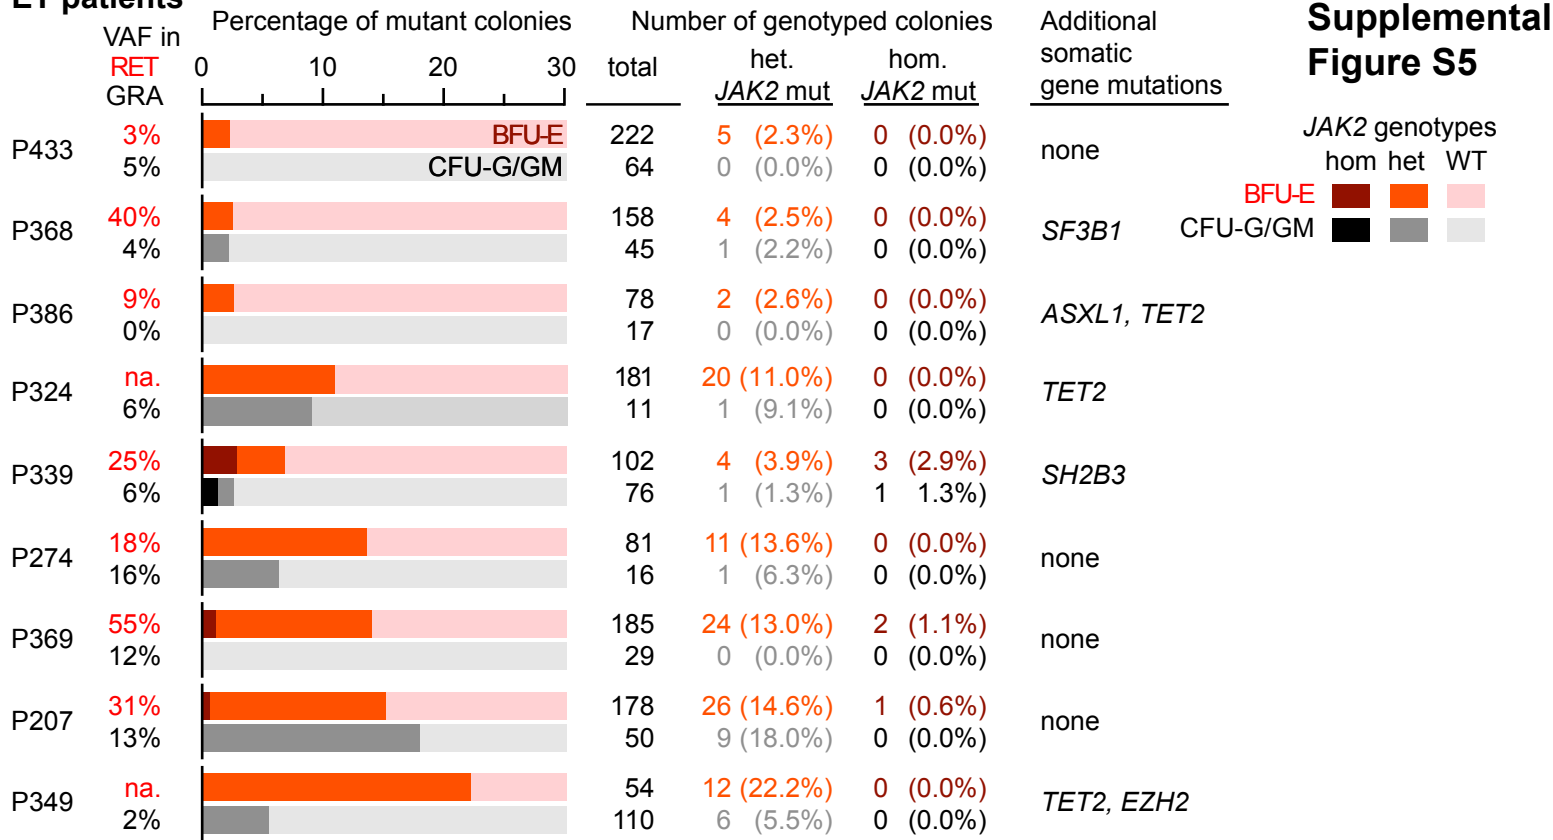 ET patients
Supplemental
Figure S5
VAF in
RET
GRA
Percentage of mutant colonies
0 10 20 30
Number of genotyped colonies
total
het.
JAK2 mut
hom.
JAK2 mut
Additional
somatic
gene mutations
JAK2 genotypes
hom het WT
BFU-E
CFU-G/GM
P433
3% BFU-E 222 5 (2.3%) 0 (0.0%)
5% CFU-G/GM 64 0 (0.0%) 0 (0.0%)
none
P368
40% 158 4 (2.5%) 0 (0.0%)
4% 45 1 (2.2%) 0 (0.0%)
SF3B1
P386
9% 78 2 (2.6%) 0 (0.0%)
0% 17 0 (0.0%) 0 (0.0%)
ASXL1, TET2
P324
na. 181 20 (11.0%) 0 (0.0%)
6% 11 1 (9.1%) 0 (0.0%)
TET2
P339
25% 102 4 (3.9%) 3 (2.9%)
6% 76 1 (1.3%) 1 1.3%)
SH2B3
P274
18% 81 11 (13.6%) 0 (0.0%)
16% 16 1 (6.3%) 0 (0.0%)
none
P369
55% 185 24 (13.0%) 2 (1.1%)
12% 29 0 (0.0%) 0 (0.0%)
none
P207
31% 178 26 (14.6%) 1 (0.6%)
13% 50 9 (18.0%) 0 (0.0%)
none
P349
na. 54 12 (22.2%) 0 (0.0%)
2% 110 6 (5.5%) 0 (0.0%)
TET2, EZH2